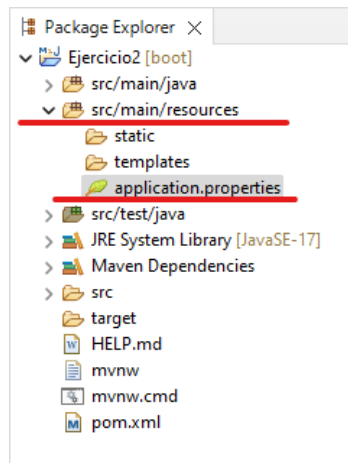 Package Explorer
Ejercicio2 [boot]
src/main/java
src/main/resources
static
templates
application.properties
src/test/java
JRE System Library [JavaSE-17]
Maven Dependencies
src
target
HELP.md
mvnw
mvnw.cmd
pom.xml